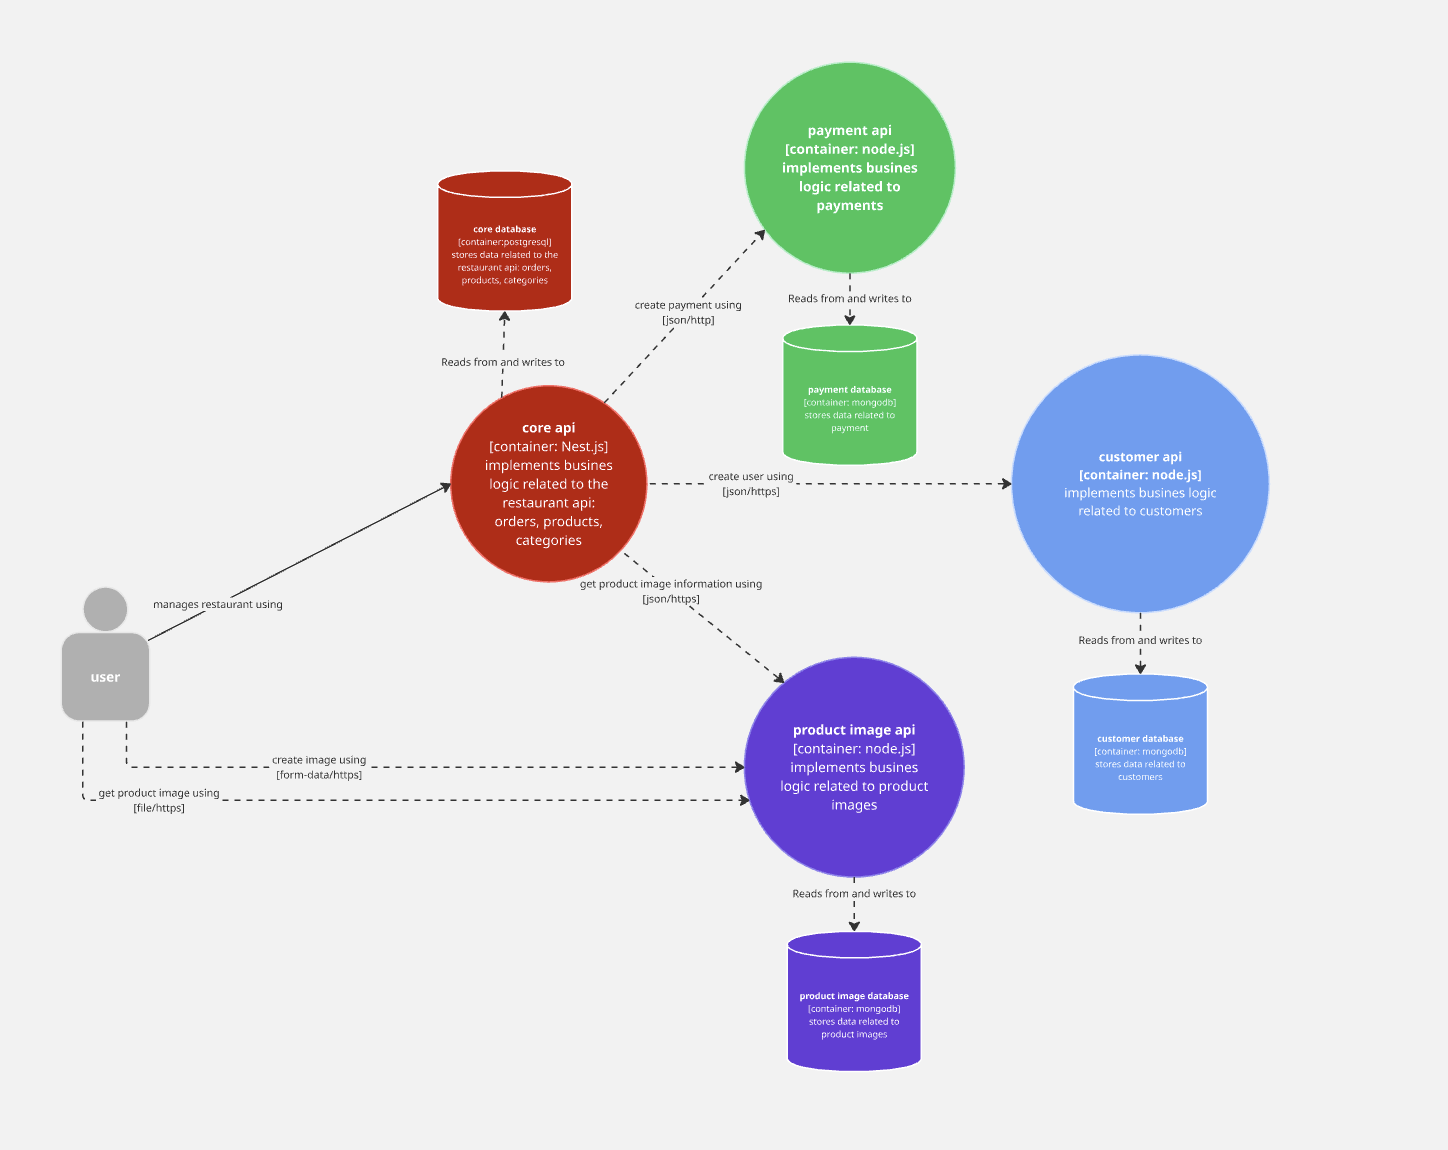 payment api
[container: node.js]
implements busines
logic related to
payments
core database
[container:postgresql]
stores data related to the
restaurant api: orders,
products, categories
create payment using
[json/http]
Reads from and writes to
Reads from and writes to
payment database
[container: mongodb]
stores data related to
payment
core api
[container: Nest.js]
implements busines
logic related to the
restaurant api:
orders, products,
categories
create user using
[json/https]
customer api
[container: node.js]
implements busines logic
related to customers
get product image information using
[json/https]
manages restaurant using
user
Reads from and writes to
customer database
[container: mongodb]
stores data related to
customers
product image api
[container: node.js]
implements busines
logic related to product
images
create image using
[form-data/https]
get product image using
[file/https]
Reads from and writes to
product image database
[container: mongodb]
stores data related to
product images